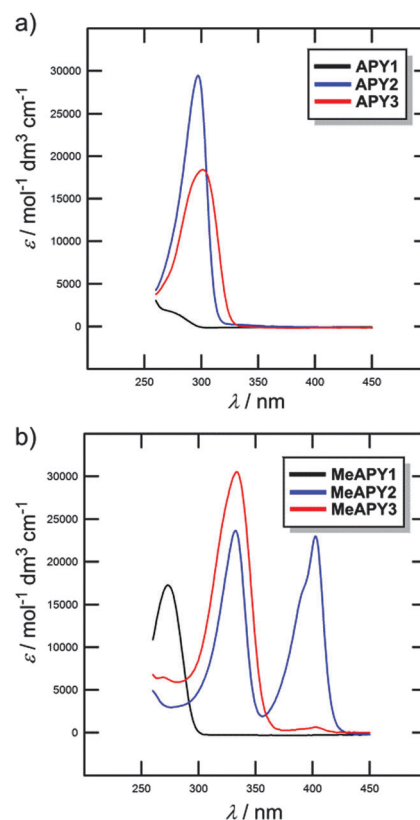 a)
APY1
APY2
APY3
30000
25000
20000
15000
10000
5000
0
ε / mol⁻¹ dm³ cm⁻¹
250 300 350 400 450
λ / nm
b)
MeAPY1
MeAPY2
MeAPY3
30000
25000
20000
15000
10000
5000
0
ε / mol⁻¹ dm³ cm⁻¹
250 300 350 400 450
λ / nm